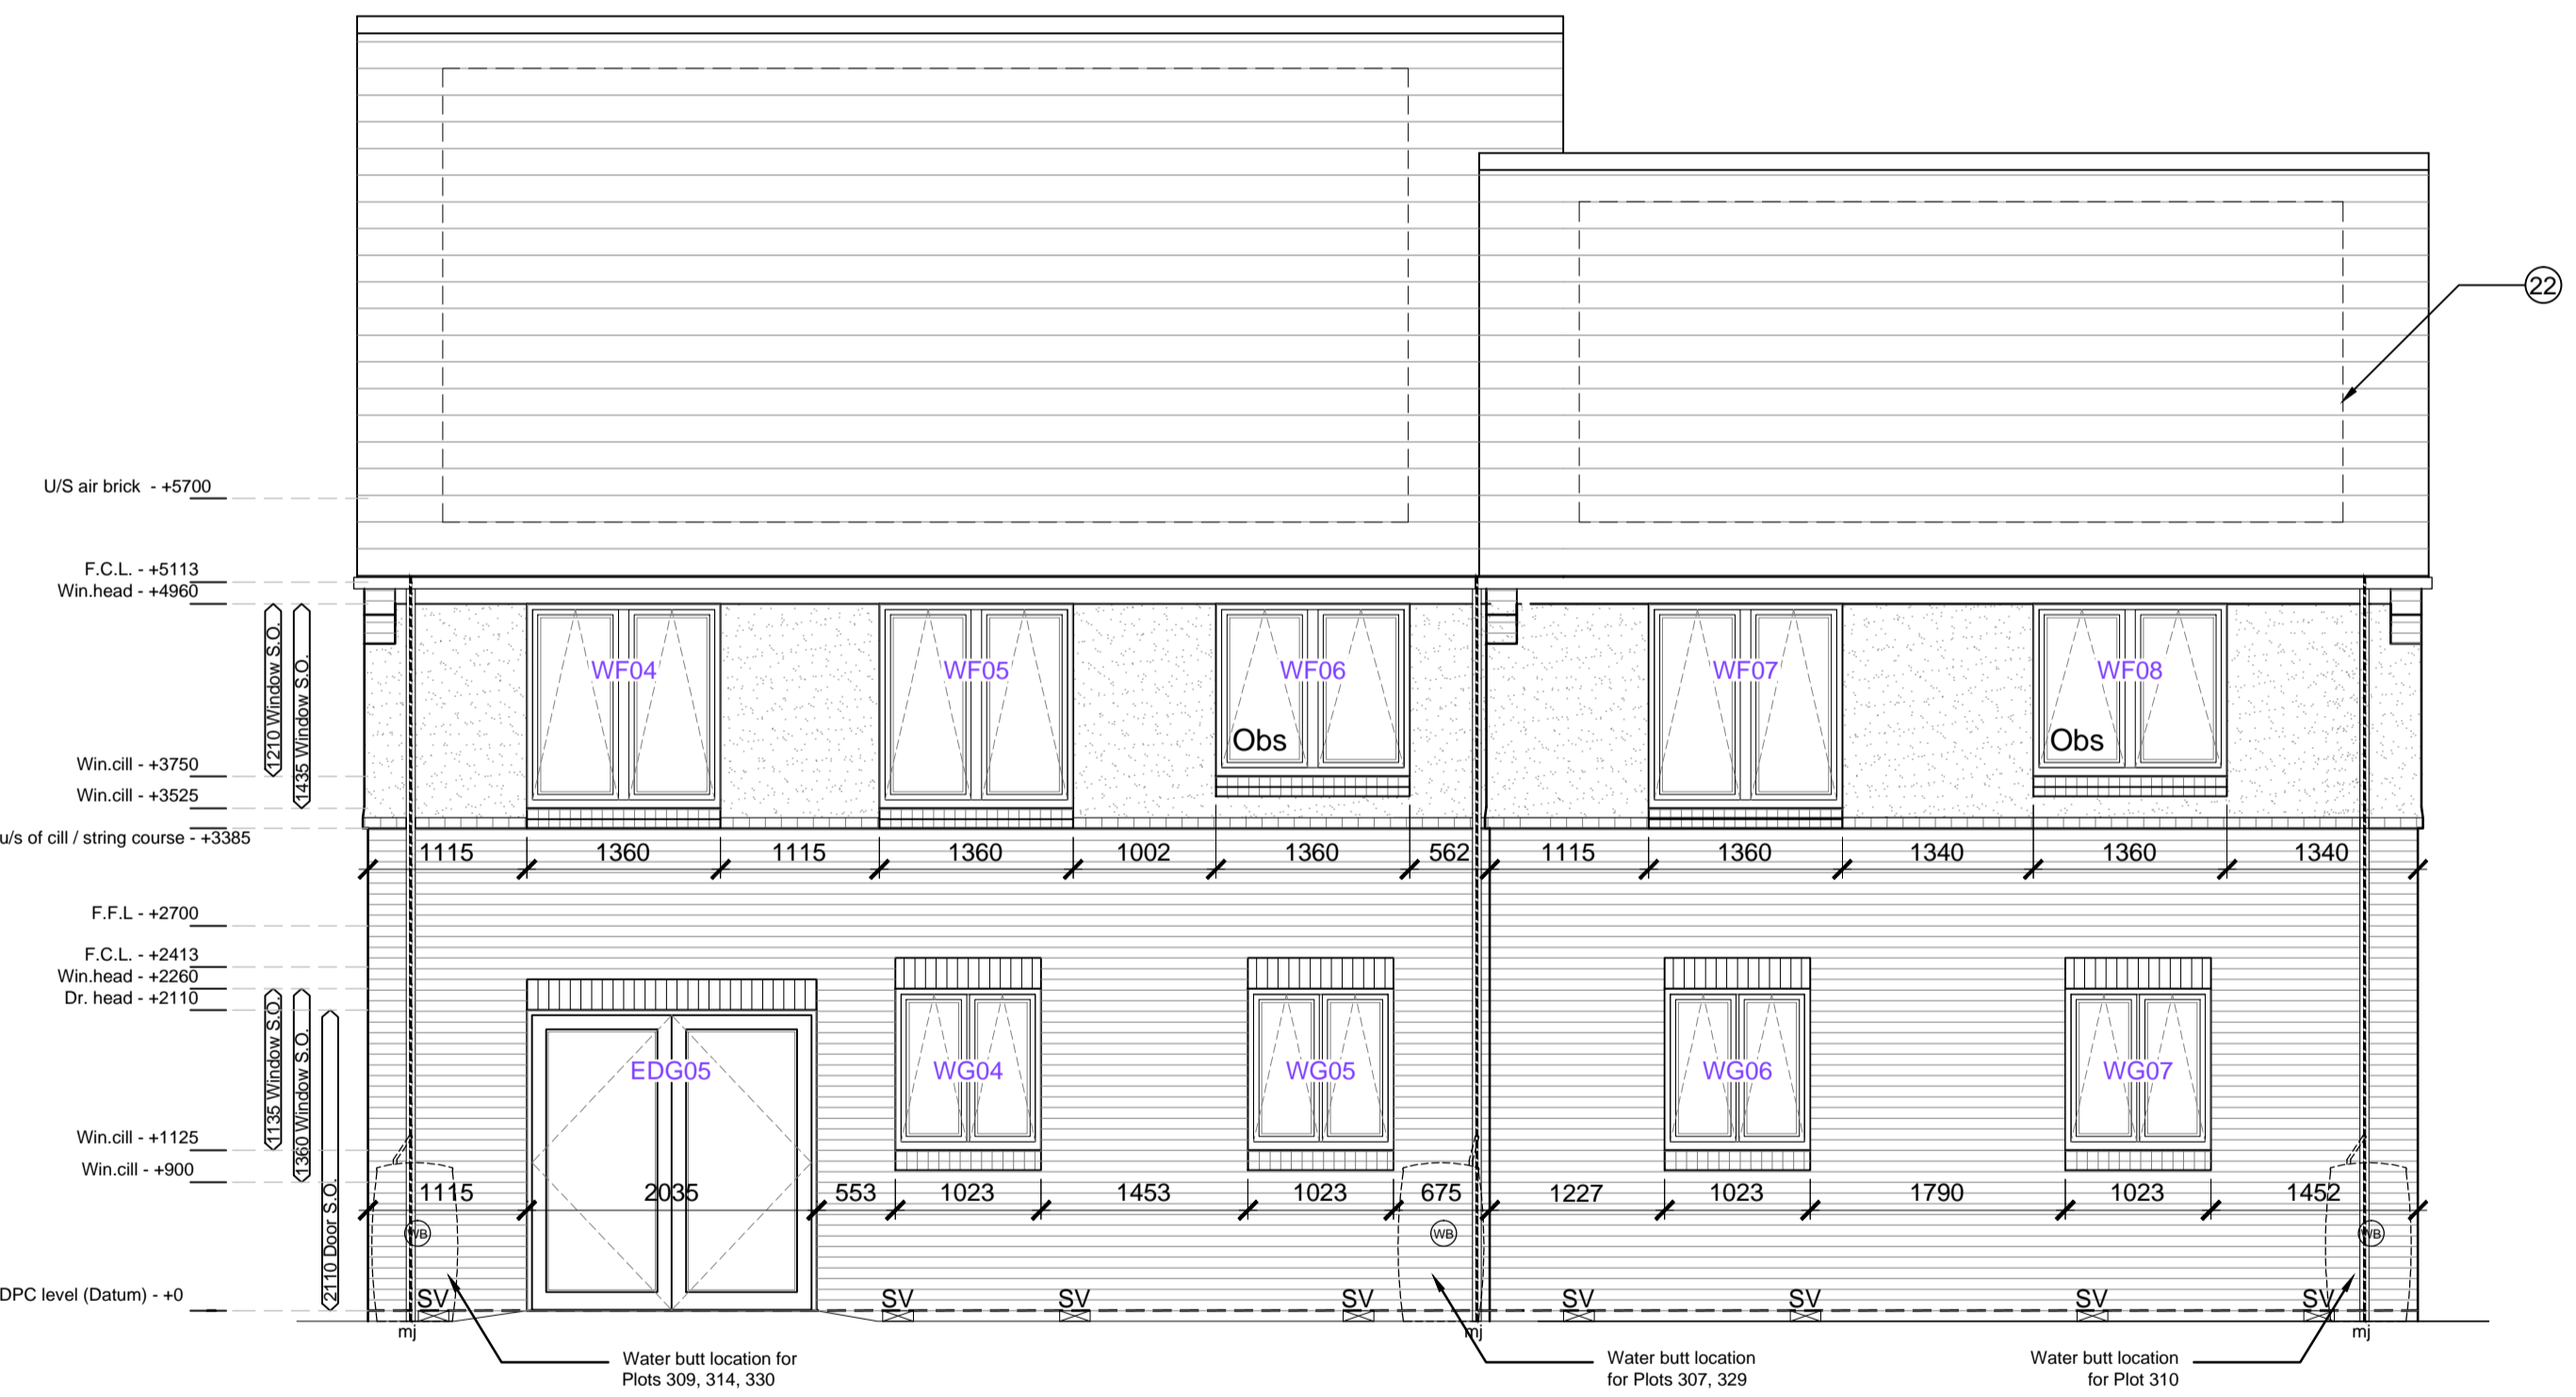 22
U/S air brick - +5700
F.C.L. - +5113
Win.head - +4960
1210 Window S.O.
1435 Window S.O.
WF04
WF05
WF06
WF07
WF08
Obs
Obs
Win.cill - +3750
Win.cill - +3525
u/s of cill / string course - +3385
1115 1360 1115 1360 1002 1360 562 1115 1360 1340 1360 1340
F.F.L - +2700
F.C.L. - +2413
Win.head - +2260
Dr. head - +2110
1135 Window S.O.
1360 Window S.O.
2110 Door S.O.
EDG05
WG04
WG05
WG06
WG07
Win.cill - +1125
Win.cill - +900
1115 2035 553 1023 1453 1023 675 1227 1023 1790 1023 1452
WB
WB
WB
DPC level (Datum) - +0
SV SV SV SV SV SV SV SV
mj mj mj
Water butt location for
Plots 309, 314, 330
Water butt location
for Plots 307, 329
Water butt location
for Plot 310